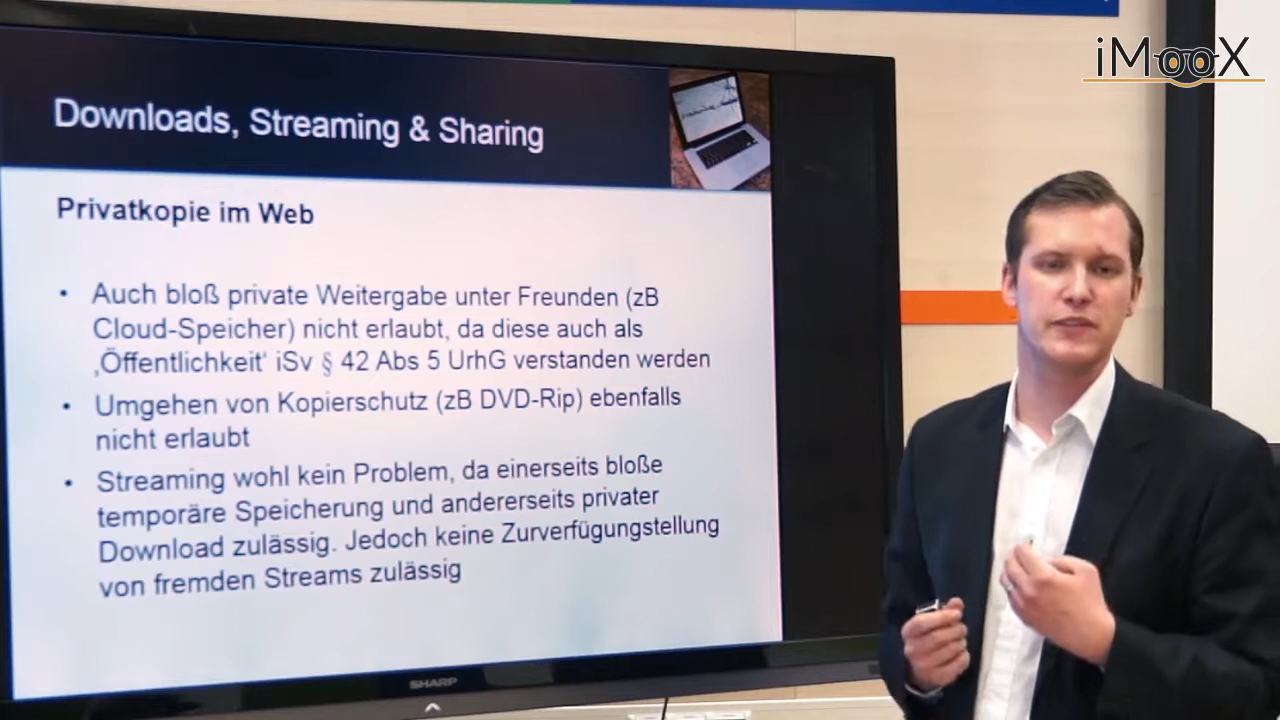 iMooX
Downloads, Streaming & Sharing
Privatkopie im Web
• Auch bloß private Weitergabe unter Freunden (zB
Cloud-Speicher) nicht erlaubt, da diese auch als
‚Öffentlichkeit‘ iSv § 42 Abs 5 UrhG verstanden werden
• Umgehen von Kopierschutz (zB DVD-Rip) ebenfalls
nicht erlaubt
• Streaming wohl kein Problem, da einerseits bloße
temporäre Speicherung und andererseits privater
Download zulässig. Jedoch keine Zurverfügungstellung
von fremden Streams zulässig
SHARP